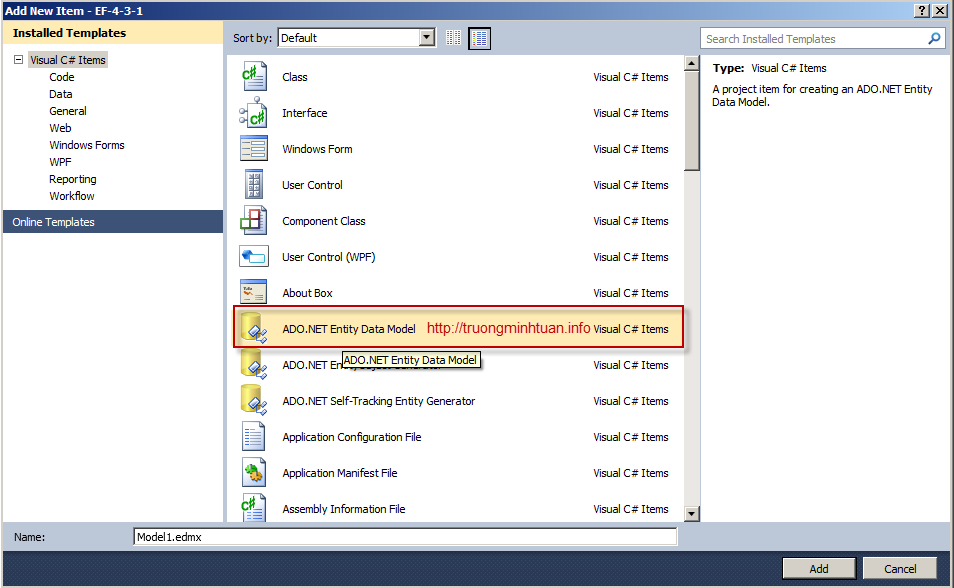 Add New Item - EF-4-3-1
Installed Templates
Visual C# Items
Code
Data
General
Web
Windows Forms
WPF
Reporting
Workflow
Online Templates
Sort by: Default
Class Visual C# Items
Interface Visual C# Items
Windows Form Visual C# Items
User Control Visual C# Items
Component Class Visual C# Items
User Control (WPF) Visual C# Items
About Box Visual C# Items
ADO.NET Entity Data Model http://truongminhtuan.info Visual C# Items
ADO.NET Entity Data Model
ADO.NET Visual C# Items
ADO.NET Self-Tracking Entity Generator Visual C# Items
Application Configuration File Visual C# Items
Application Manifest File Visual C# Items
Assembly Information File Visual C# Items
Search Installed Templates
Type: Visual C# Items
A project item for creating an ADO.NET Entity
Data Model.
Name: Model1.edmx
Add Cancel